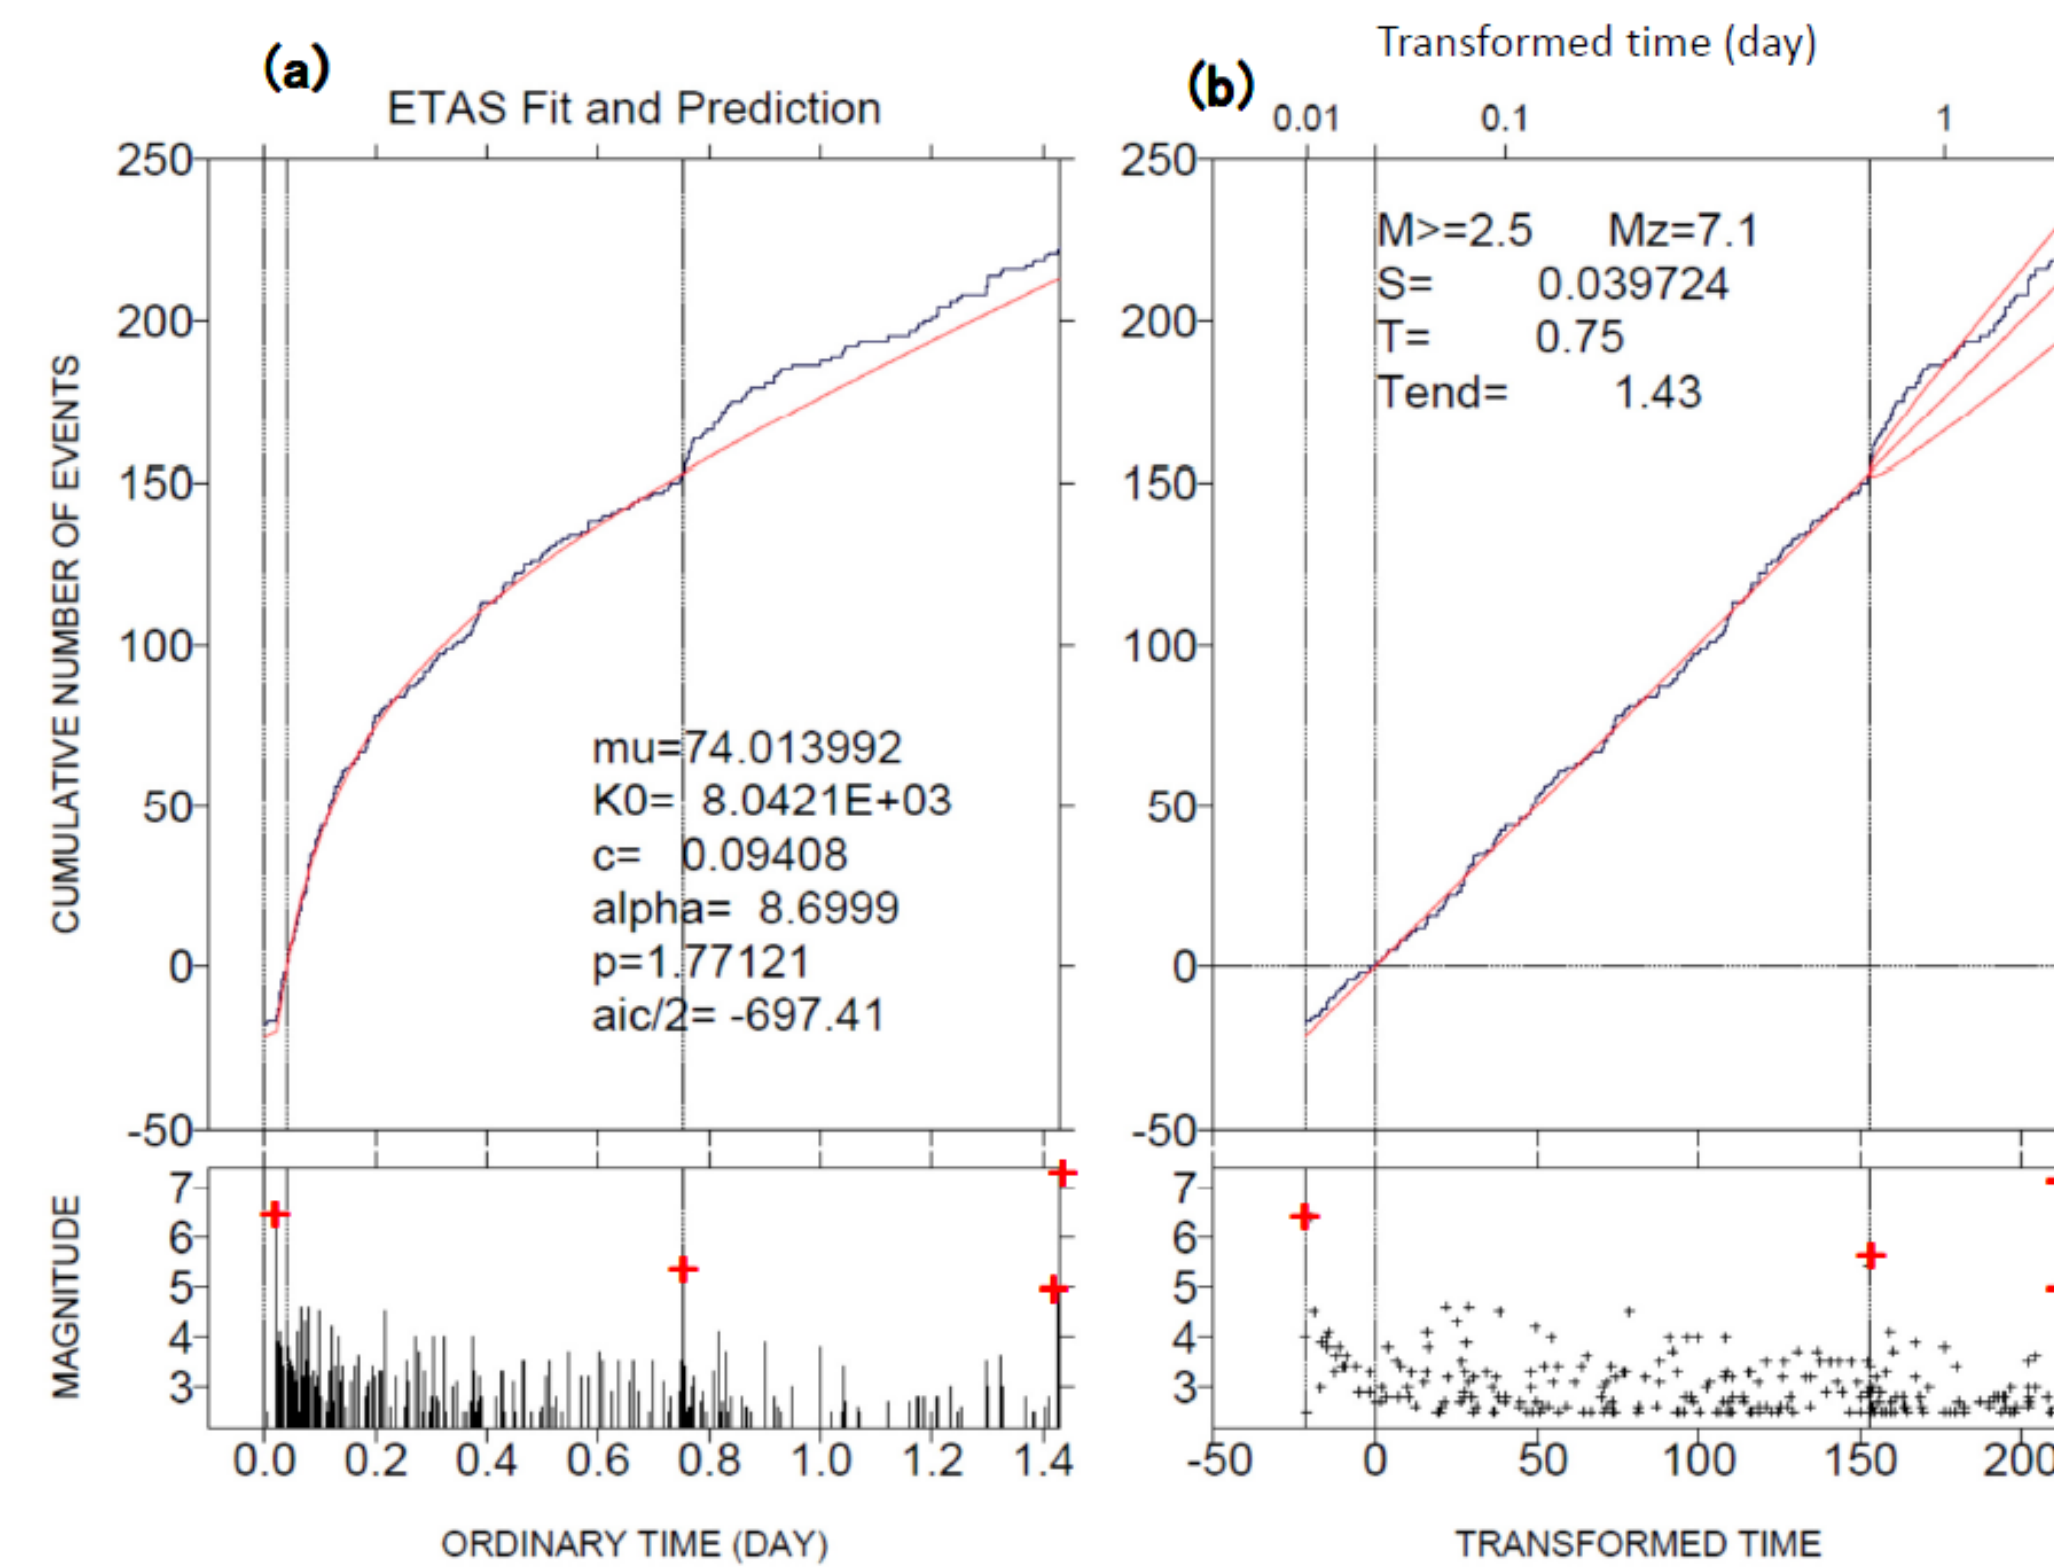 (a)
ETAS Fit and Prediction
250
200
150
100
50
0
-50
CUMULATIVE NUMBER OF EVENTS
mu=74.013992
K0= 8.0421E+03
c= 0.09408
alpha= 8.6999
p=1.77121
aic/2= -697.41
7
6
5
4
3
MAGNITUDE
0.0 0.2 0.4 0.6 0.8 1.0 1.2 1.4
ORDINARY TIME (DAY)
Transformed time (day)
(b)
0.01 0.1 1
250
200
150
100
50
0
-50
M>=2.5 Mz=7.1
S= 0.039724
T= 0.75
Tend= 1.43
7
6
5
4
3
-50 0 50 100 150 200
TRANSFORMED TIME